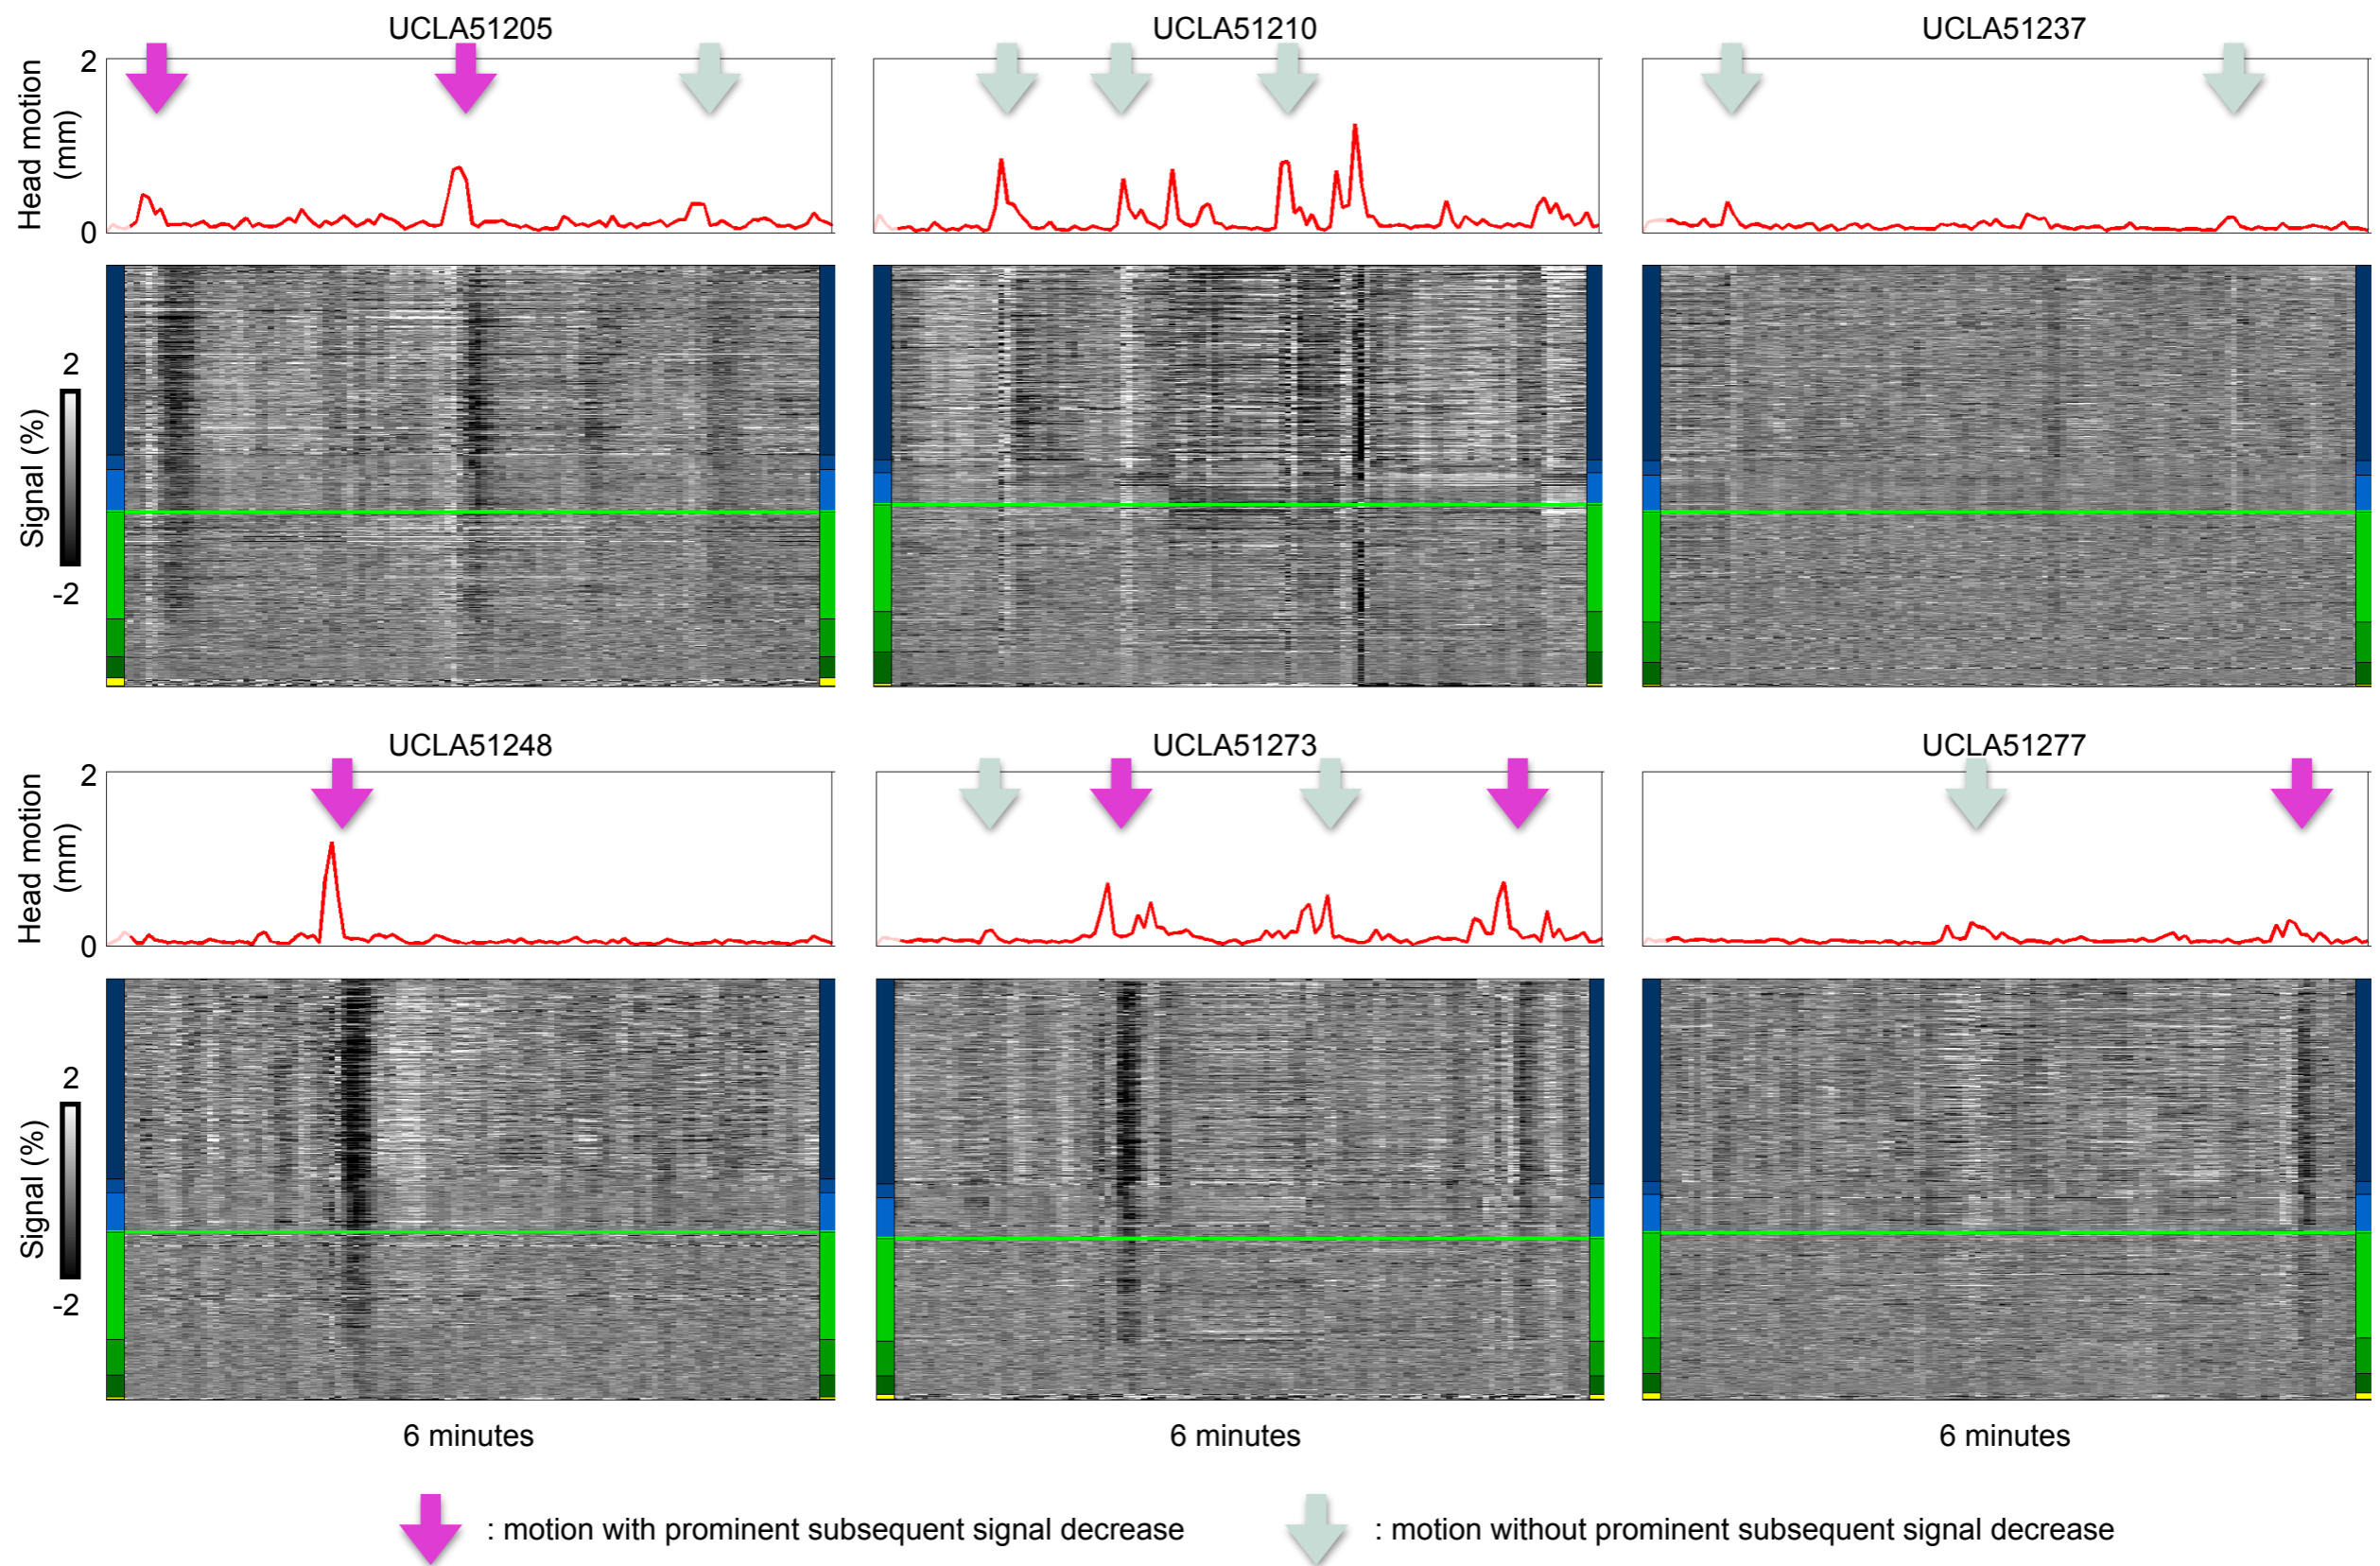 UCLA51205
UCLA51210
UCLA51237
Head motion
(mm)
2
0
Signal (%)
2
-2
UCLA51248
UCLA51273
UCLA51277
Head motion
(mm)
2
0
Signal (%)
2
-2
6 minutes
6 minutes
6 minutes
: motion with prominent subsequent signal decrease
: motion without prominent subsequent signal decrease